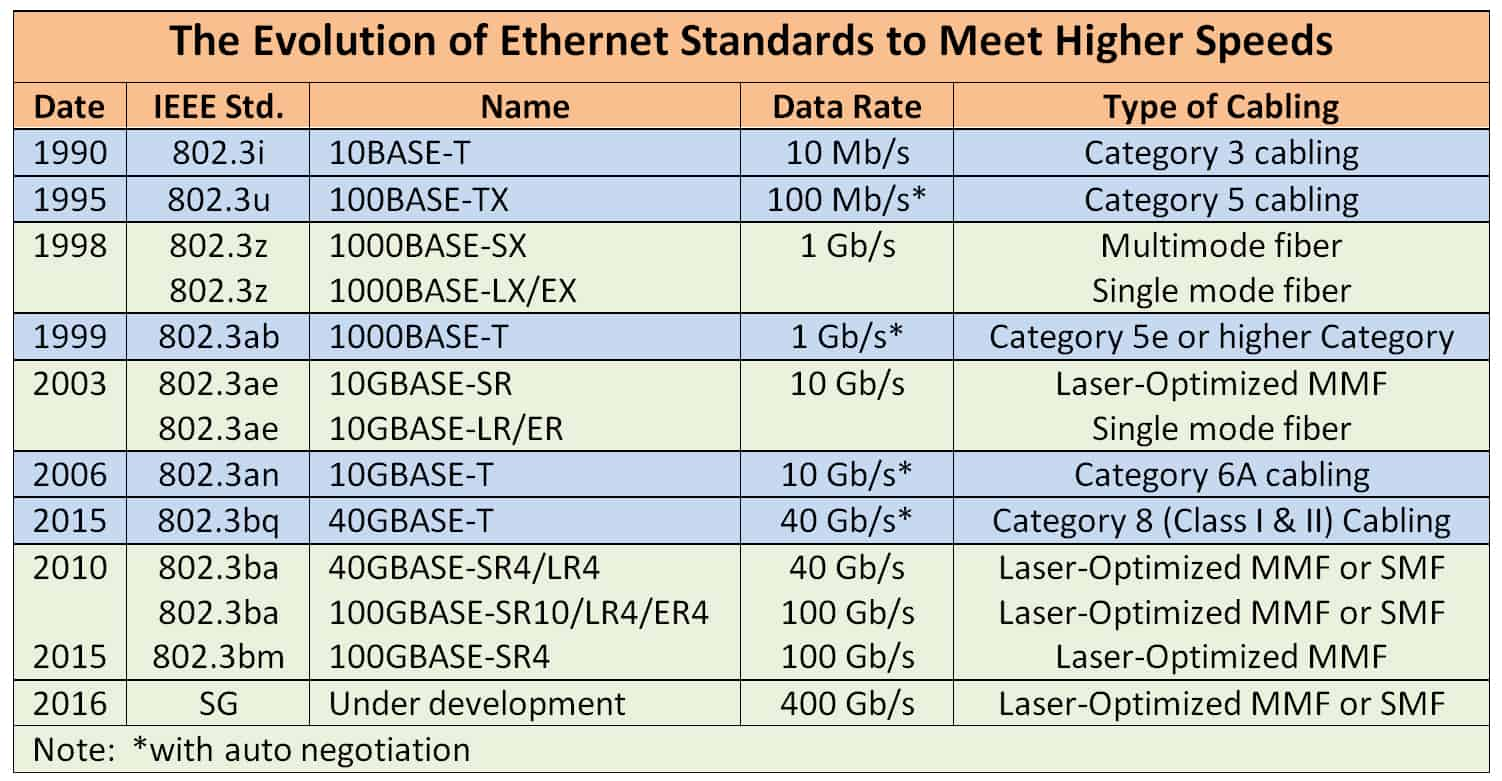 The Evolution of Ethernet Standards to Meet Higher Speeds
Date IEEE Std. Name Data Rate Type of Cabling
1990 802.3i 10BASE-T 10 Mb/s Category 3 cabling
1995 802.3u 100BASE-TX 100 Mb/s* Category 5 cabling
1998 802.3z 1000BASE-SX 1 Gb/s Multimode fiber
802.3z 1000BASE-LX/EX Single mode fiber
1999 802.3ab 1000BASE-T 1 Gb/s* Category 5e or higher Category
2003 802.3ae 10GBASE-SR 10 Gb/s Laser-Optimized MMF
802.3ae 10GBASE-LR/ER Single mode fiber
2006 802.3an 10GBASE-T 10 Gb/s* Category 6A cabling
2015 802.3bq 40GBASE-T 40 Gb/s* Category 8 (Class I & II) Cabling
2010 802.3ba 40GBASE-SR4/LR4 40 Gb/s Laser-Optimized MMF or SMF
802.3ba 100GBASE-SR10/LR4/ER4 100 Gb/s Laser-Optimized MMF or SMF
2015 802.3bm 100GBASE-SR4 100 Gb/s Laser-Optimized MMF
2016 SG Under development 400 Gb/s Laser-Optimized MMF or SMF
Note: *with auto negotiation